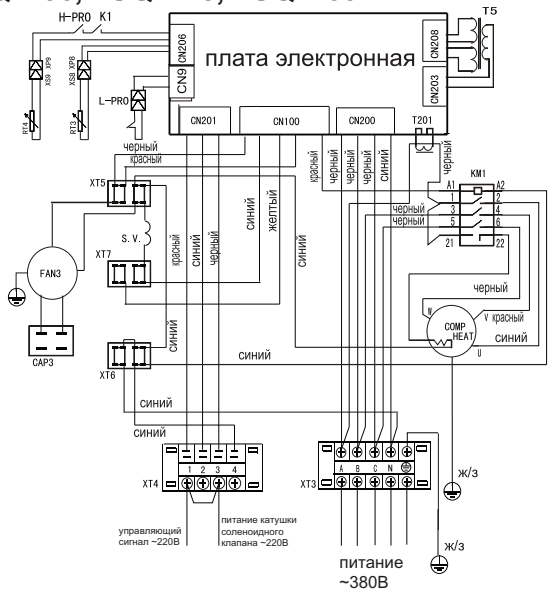 H-PRO K1
CN206
плата электронная
CN208
T5
XS9 XP9
XS8 XP8
CN9
CN203
L-PRO
RT4
RT3
CN201
CN100
CN200
T201
черный
красный
красный
черный
черный
черный
синий
черный
KM1
XT5
A1
A2
1
2
черный
3
4
черный
5
6
21
22
S.V.
красный
синий
черный
синий
желтый
XT7
FAN3
черный
W
V красный
COMP
HEAT
синий
U
CAP3
синий
XT6
синий
синий
синий
XT4
1 2 3 4
XT3
A B C N
ж/з
управляющий
сигнал ~220В
питание катушки
соленоидного
клапана ~220В
питание
~380В
ж/з